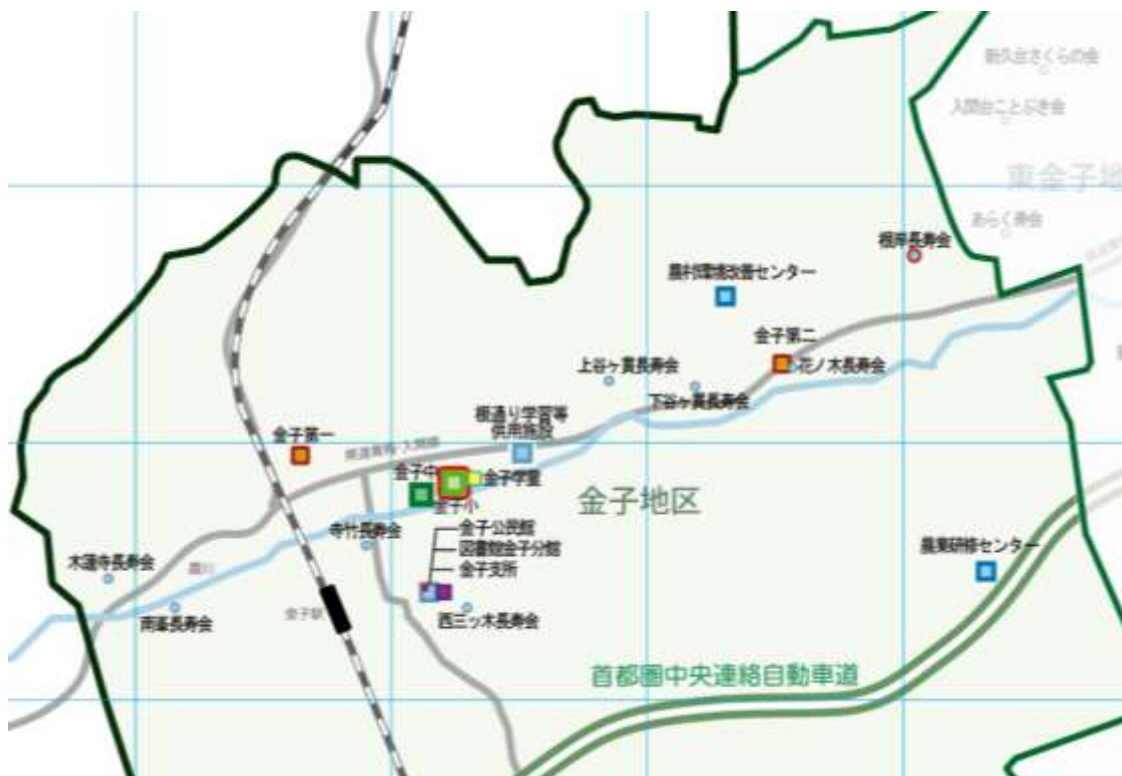 新久台さくらの会
入間台ことぶき会
東金子地
あらく寿会
根岸長寿会
農村環境改善センター
金子第二
花ノ木長寿会
上谷ヶ貫長寿会
下谷ヶ貫長寿会
根通り学習等
供用施設
金子第一
県道青梅・入間線
金子中
金子学童
金子小
金子地区
金子公民館
図書館金子分館
金子支所
寺竹長寿会
木蓮寺長寿会
霞川
農業研修センター
金子駅
南峯長寿会
西三ッ木長寿会
首都圏中央連絡自動車道